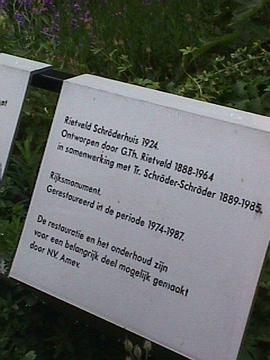 Rietveld Schröderhuis 1924.
Ontworpen door G.Th. Rietveld 1888-1964
in samenwerking met Tr. Schröder-Schräder 1889-1985.
Rijksmonument.
Gerestaureerd in de periode 1974-1987.
De restauratie en het onderhoud zijn
voor een belangrijk deel mogelijk gemaakt
door NV. Amev.